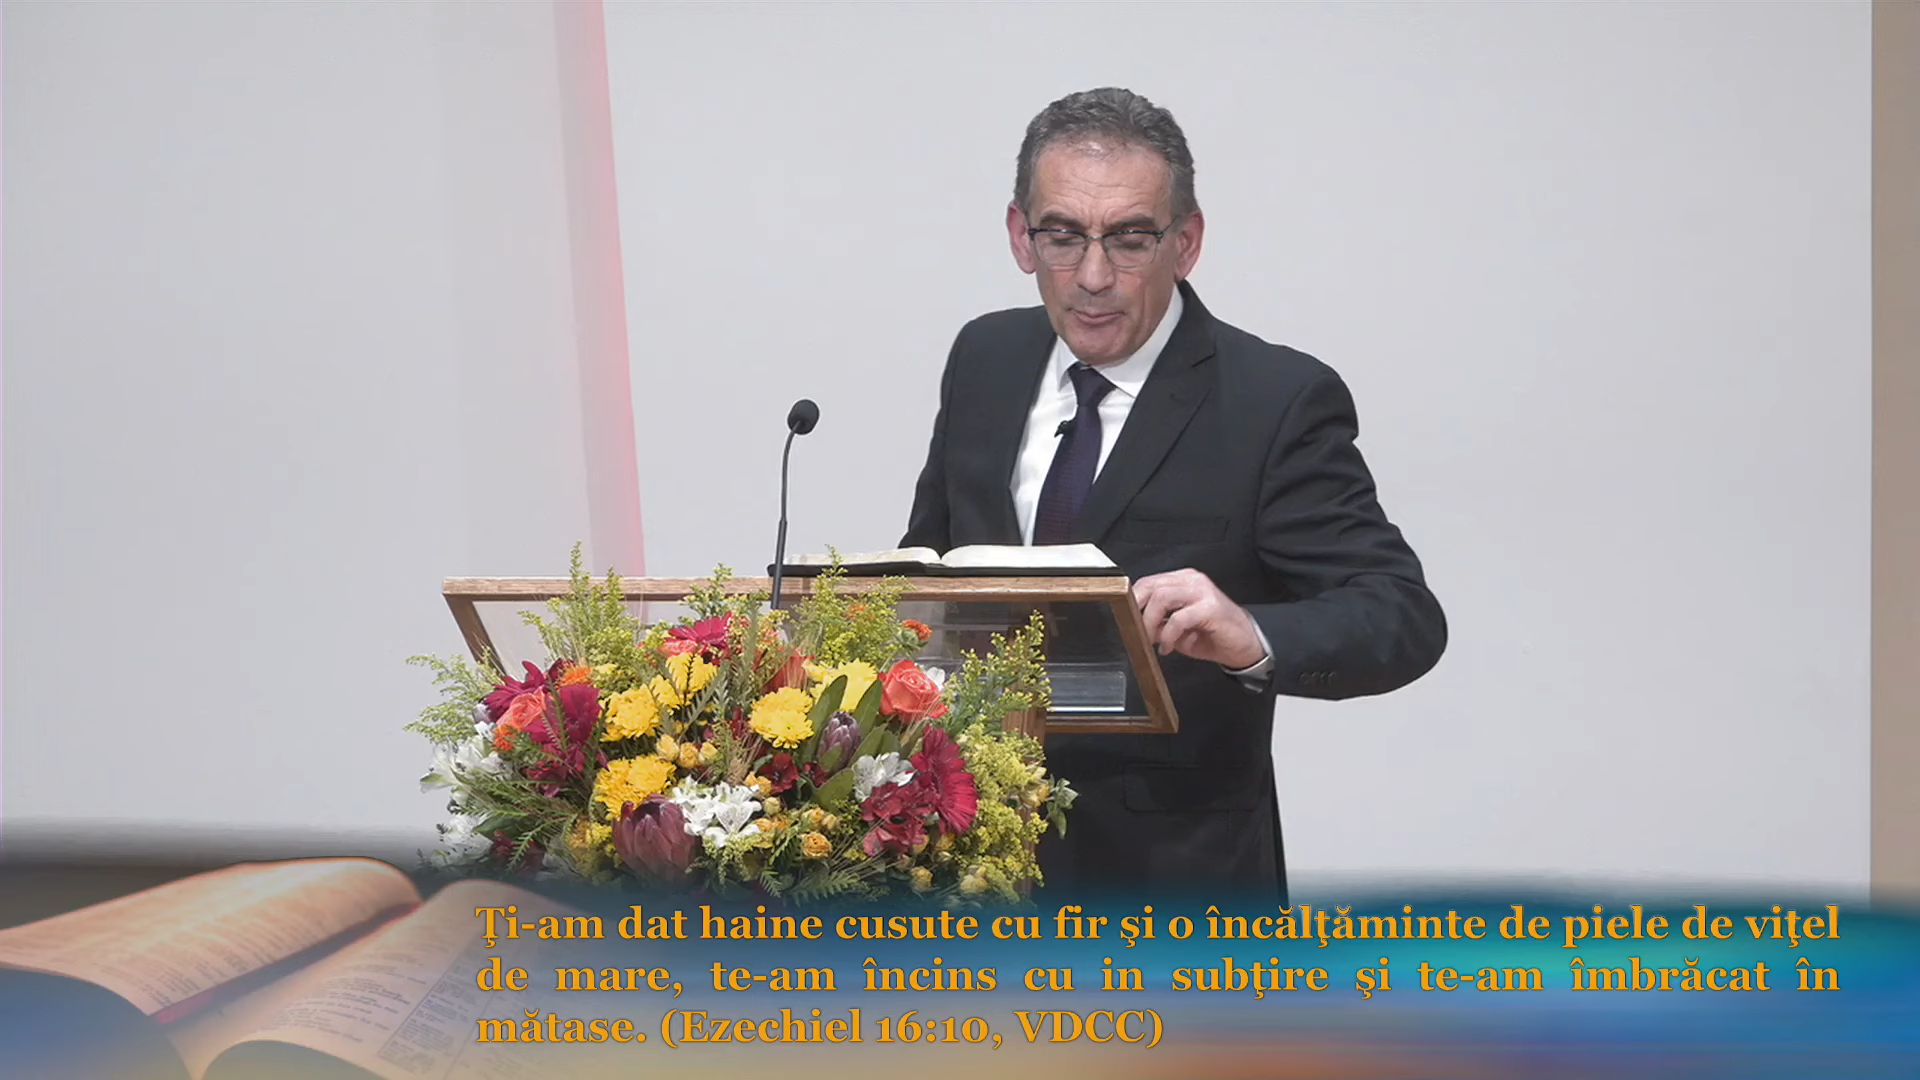 Ţi-am dat haine cusute cu fir şi o încălţăminte de piele de viţel
de mare, te-am încins cu in subţire şi te-am îmbrăcat în
mătase. (Ezechiel 16:10, VDCC)